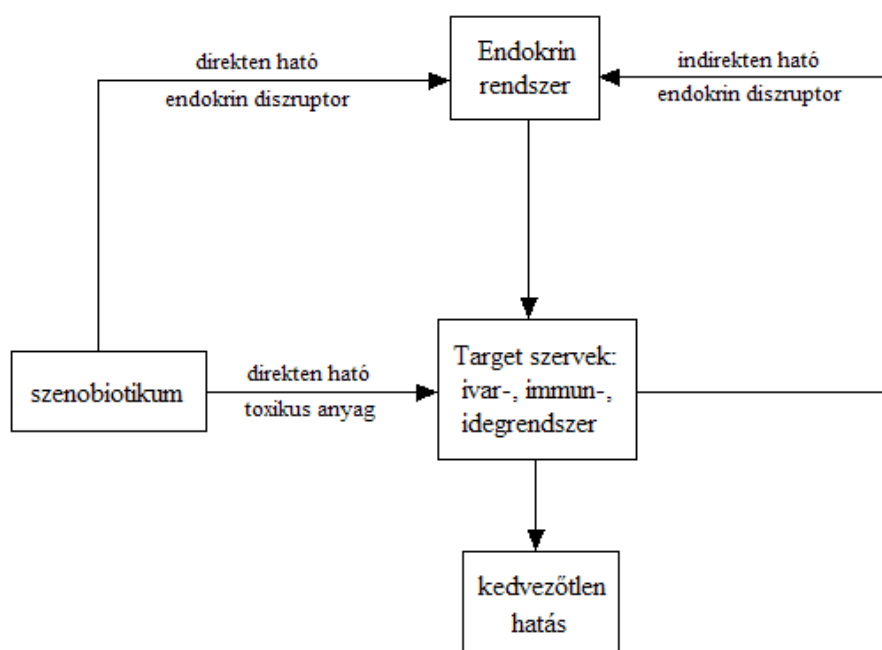 Endokrin
rendszer
direkten ható
endokrin diszruptor
indirekten ható
endokrin diszruptor
szenobiotikum
direkten ható
toxikus anyag
Target szervek:
ivar-, immun-,
idegrendszer
kedvezőtlen
hatás